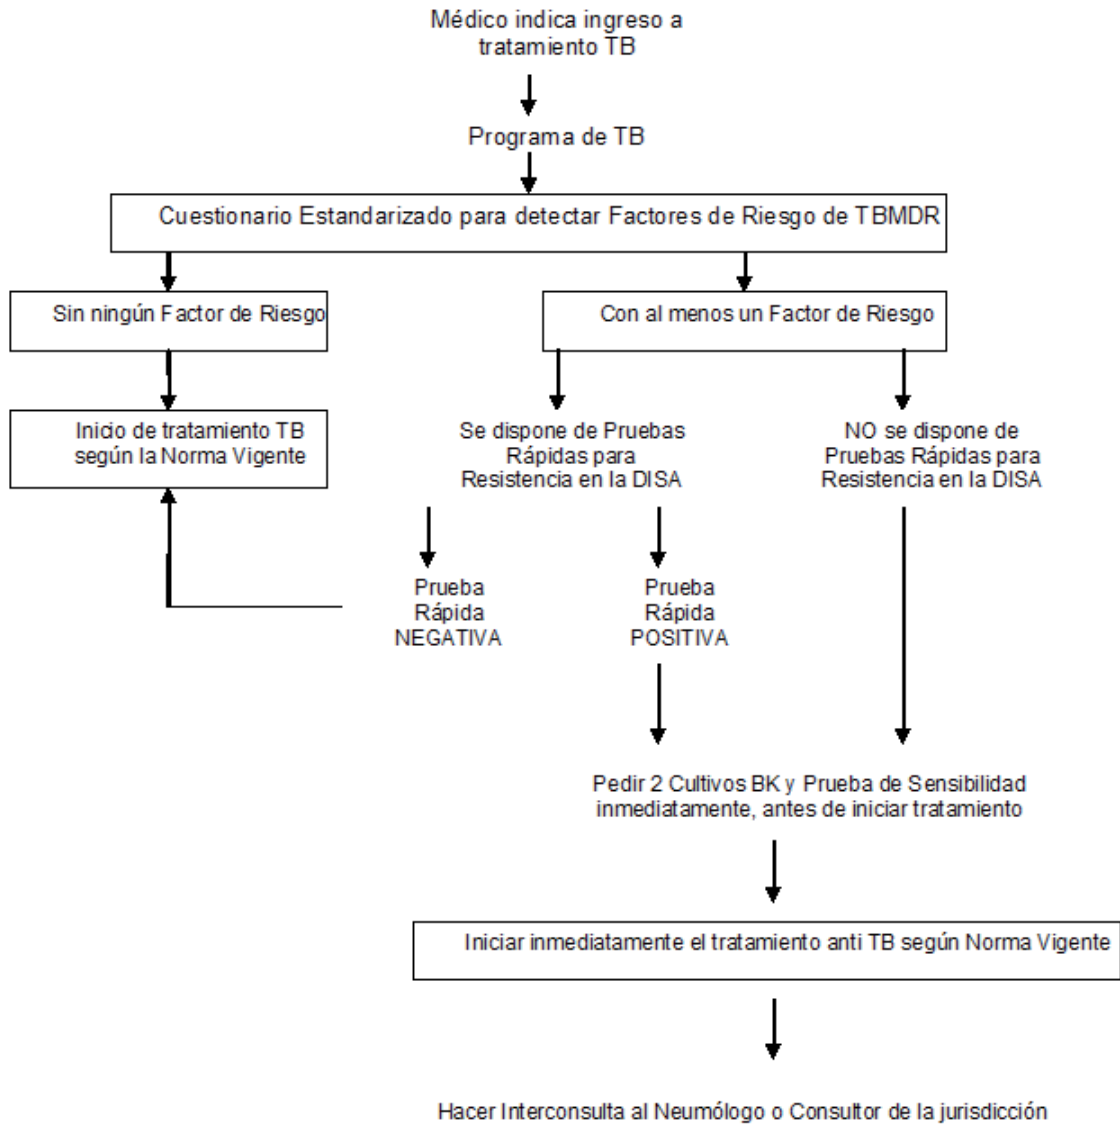 Médico indica ingreso a
tratamiento TB
Programa de TB
Cuestionario Estandarizado para detectar Factores de Riesgo de TBMDR
Sin ningún Factor de Riesgo
Con al menos un Factor de Riesgo
Inicio de tratamiento TB
según la Norma Vigente
Se dispone de Pruebas
Rápidas para
Resistencia en la DISA
NO se dispone de
Pruebas Rápidas para
Resistencia en la DISA
Prueba
Rápida
NEGATIVA
Prueba
Rápida
POSITIVA
Pedir 2 Cultivos BK y Prueba de Sensibilidad
inmediatamente, antes de iniciar tratamiento
Iniciar inmediatamente el tratamiento anti TB según Norma Vigente
Hacer Interconsulta al Neumólogo o Consultor de la jurisdicción